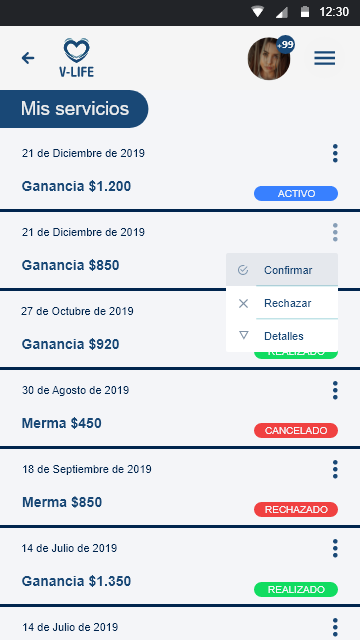 12:30
+99
V-LIFE
Mis servicios
21 de Diciembre de 2019
Ganancia $1.200
ACTIVO
21 de Diciembre de 2019
Ganancia $850
Confirmar
Rechazar
Detalles
27 de Octubre de 2019
Ganancia $920
REALIZADO
30 de Agosto de 2019
Merma $450
CANCELADO
18 de Septiembre de 2019
Merma $850
RECHAZADO
14 de Julio de 2019
Ganancia $1.350
REALIZADO
14 de Julio de 2019